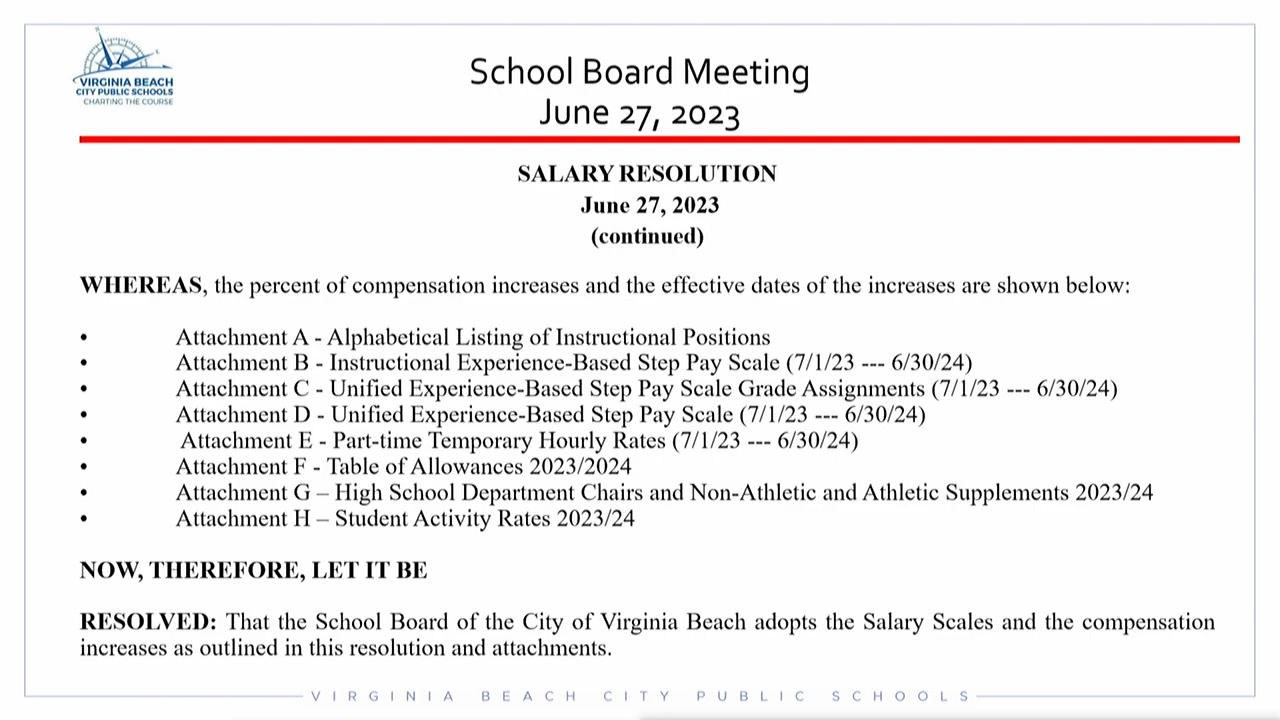 VIRGINIA BEACH
CITY PUBLIC SCHOOLS
CHARTING THE COURSE
School Board Meeting
June 27, 2023
SALARY RESOLUTION
June 27, 2023
(continued)
WHEREAS, the percent of compensation increases and the effective dates of the increases are shown below:
• Attachment A - Alphabetical Listing of Instructional Positions
• Attachment B - Instructional Experience-Based Step Pay Scale (7/1/23 --- 6/30/24)
• Attachment C - Unified Experience-Based Step Pay Scale Grade Assignments (7/1/23 --- 6/30/24)
• Attachment D - Unified Experience-Based Step Pay Scale (7/1/23 --- 6/30/24)
• Attachment E - Part-time Temporary Hourly Rates (7/1/23 --- 6/30/24)
• Attachment F - Table of Allowances 2023/2024
• Attachment G – High School Department Chairs and Non-Athletic and Athletic Supplements 2023/24
• Attachment H – Student Activity Rates 2023/24
NOW, THEREFORE, LET IT BE
RESOLVED: That the School Board of the City of Virginia Beach adopts the Salary Scales and the compensation
increases as outlined in this resolution and attachments.
VIRGINIA BEACH CITY PUBLIC SCHOOLS